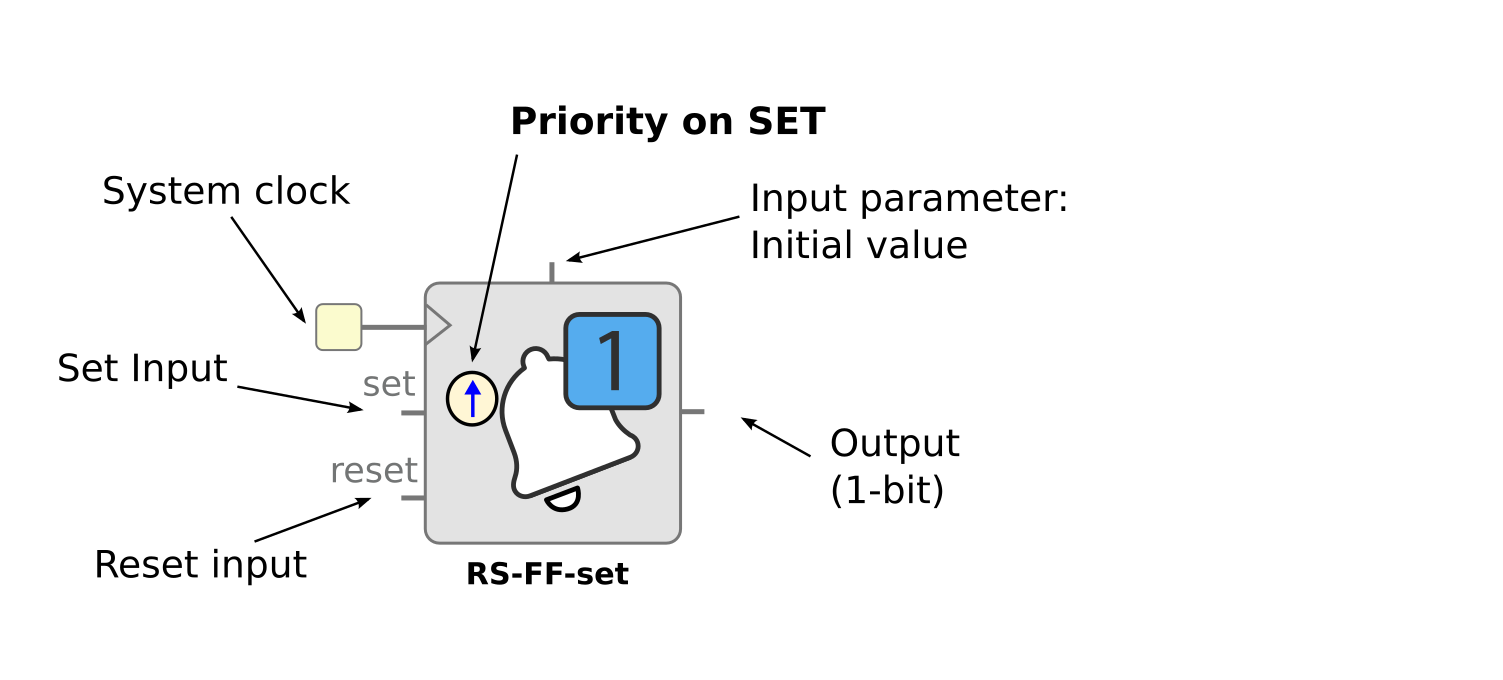 Priority on SET
System clock
Input parameter:
Initial value
1
Set Input
set
Output
(1-bit)
reset
Reset input
RS-FF-set